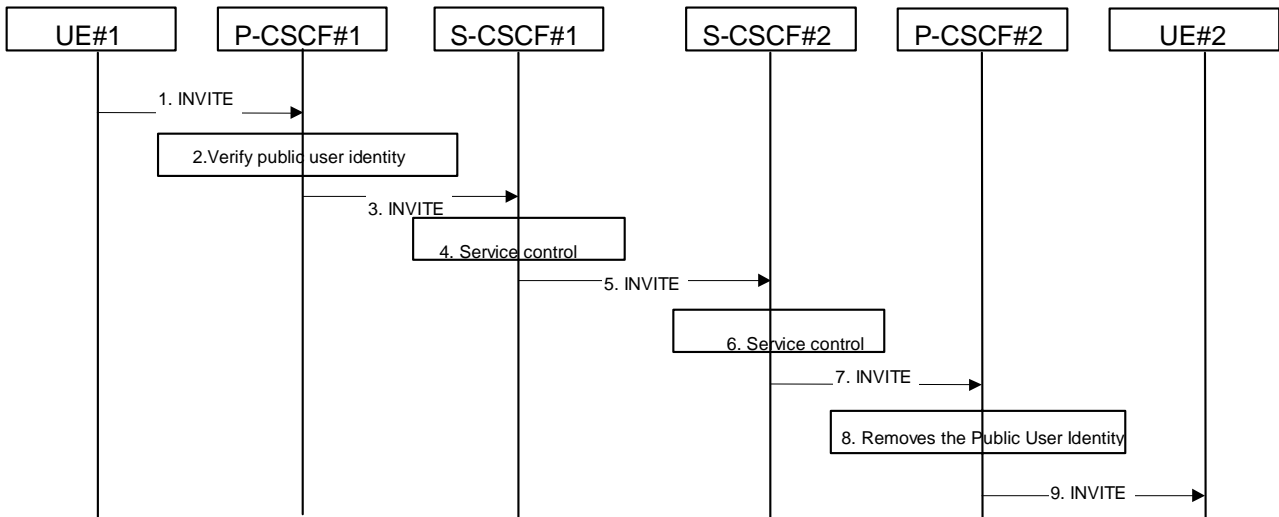 UE#1
P-CSCF#1
S-CSCF#1
S-CSCF#2
P-CSCF#2
UE#2
1. INVITE
2.Verify public user identity
3. INVITE
4. Service control
5. INVITE
6. Service control
7. INVITE
8. Removes the Public User Identity
9. INVITE